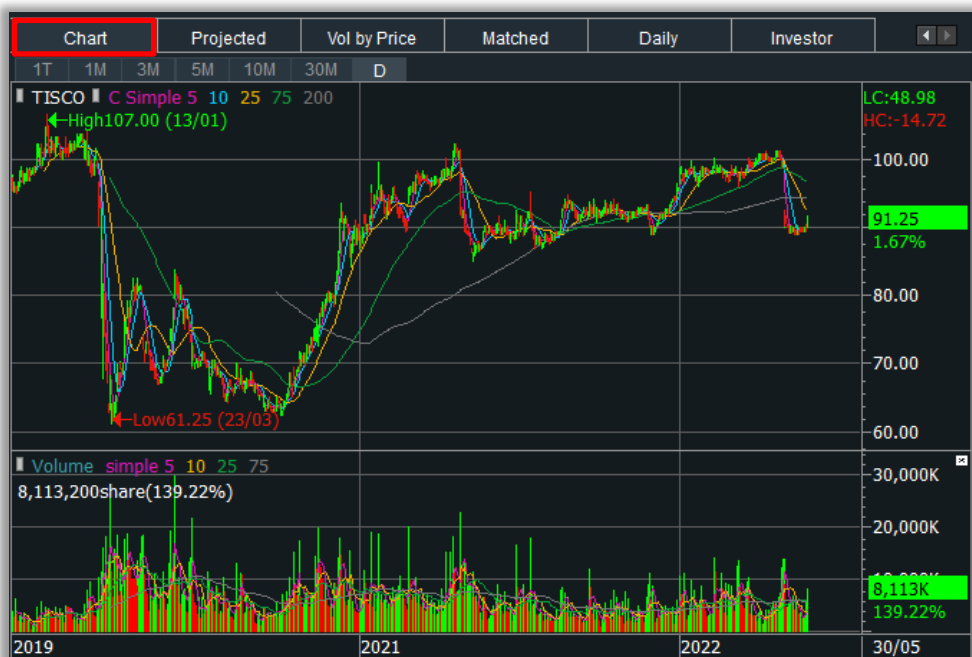 Chart Projected Vol by Price Matched Daily Investor
1T 1M 3M 5M 10M 30M D
TISCO C Simple 5 10 25 75 200
LC:48.98
High107.00 (13/01)
HC:-14.72
100.00
91.25
1.67%
80.00
70.00
Low61.25 (23/03)
60.00
Volume simple 5 10 25 75
30,000K
8,113,200share(139.22%)
20,000K
8,113K
139.22%
2019 2021 2022 30/05